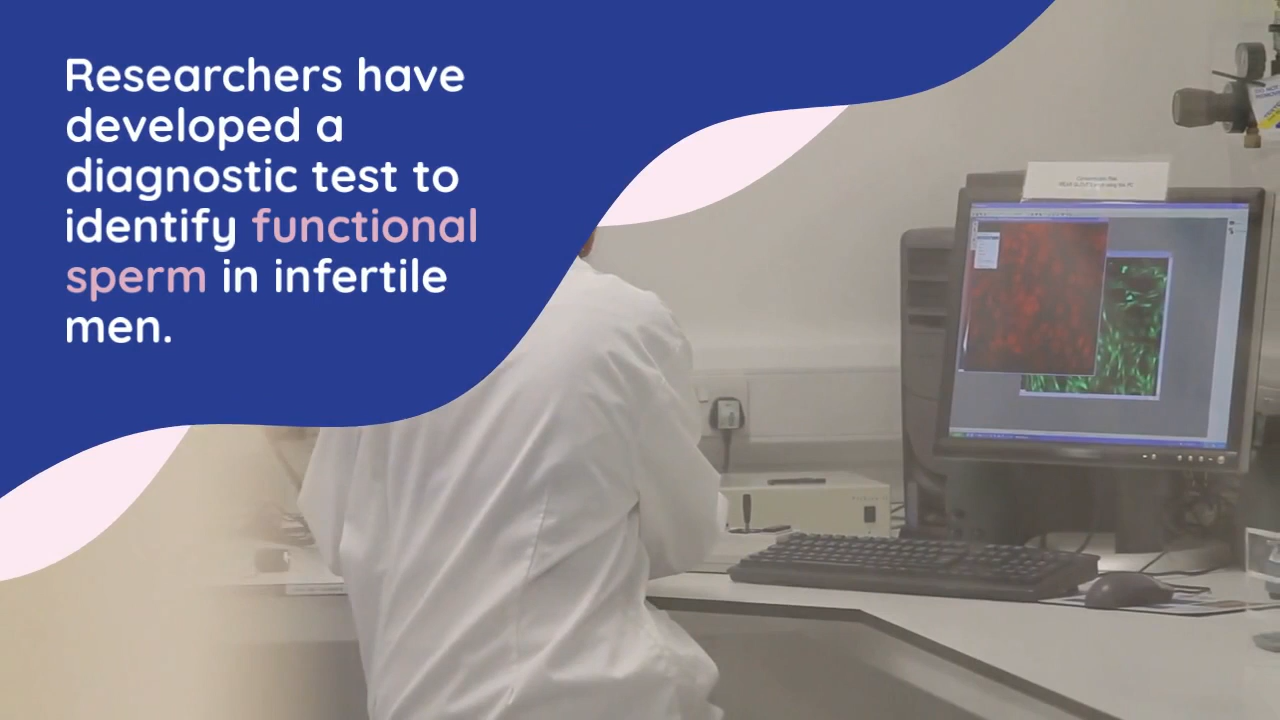 Researchers have
developed a
diagnostic test to
identify functional
sperm in infertile
men.